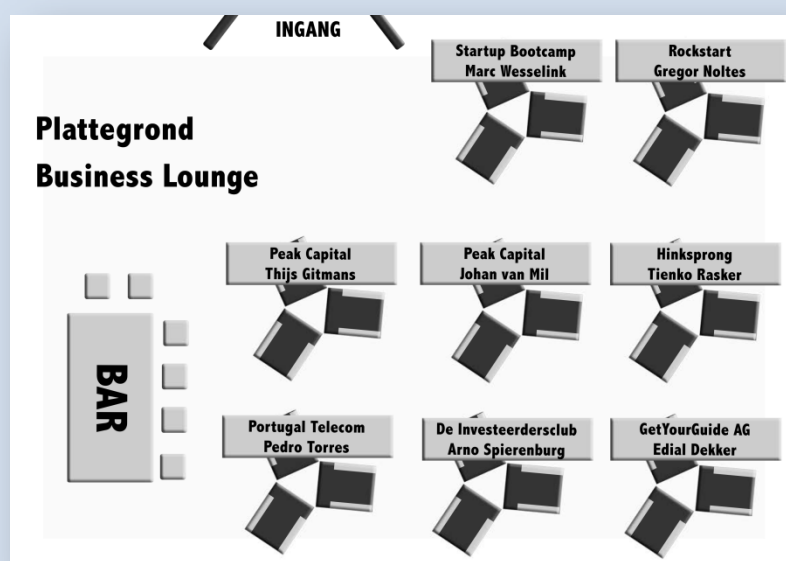 INGANG
Startup Bootcamp
Marc Wesselink
Rockstart
Gregor Noltes
Plattegrond
Business Lounge
Peak Capital
Thijs Gitmans
Peak Capital
Johan van Mil
Hinksprong
Tienko Rasker
BAR
Portugal Telecom
Pedro Torres
De Investeerdersclub
Arno Spierenburg
GetYourGuide AG
Edial Dekker